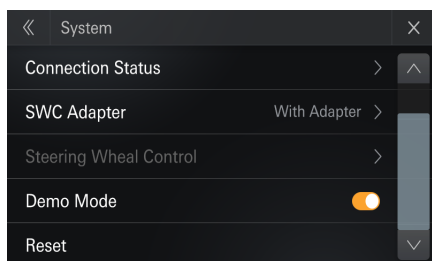 System
Connection Status
SWC Adapter With Adapter
Steering Wheel Control
Demo Mode
Reset